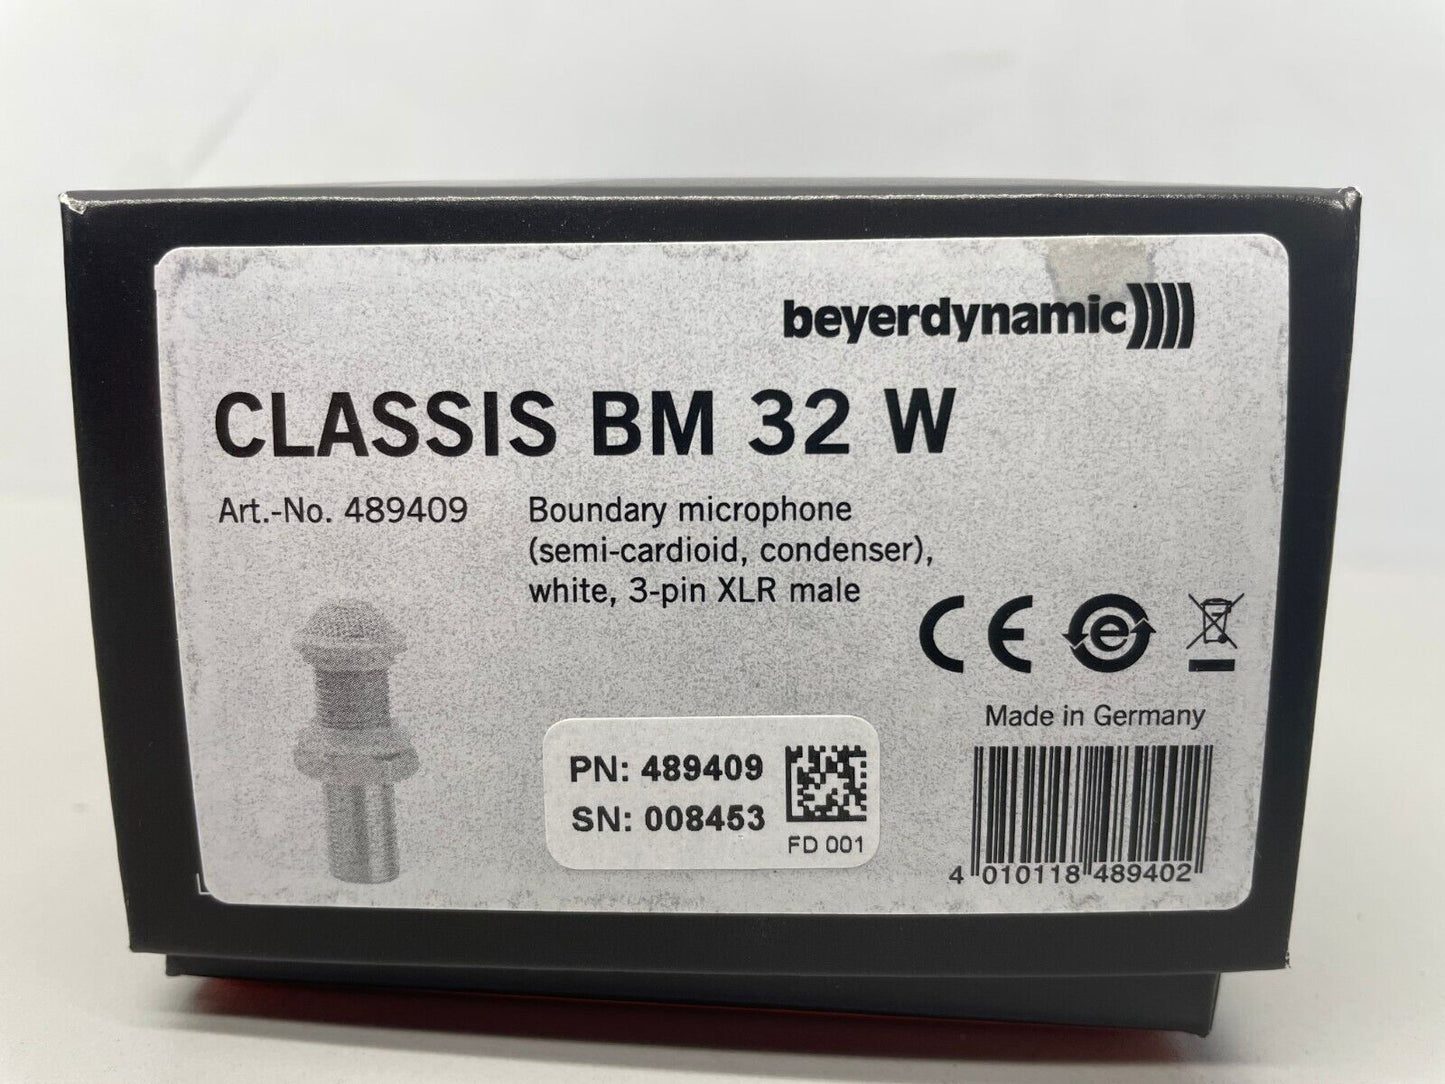 beyerdynamic
CLASSIS BM 32 W
Art.-No. 489409
Boundary microphone
(semi-cardioid, condenser),
white, 3-pin XLR male
CE
e
Made in Germany
PN: 489409
SN: 008453
FD 001
4 010118 489402